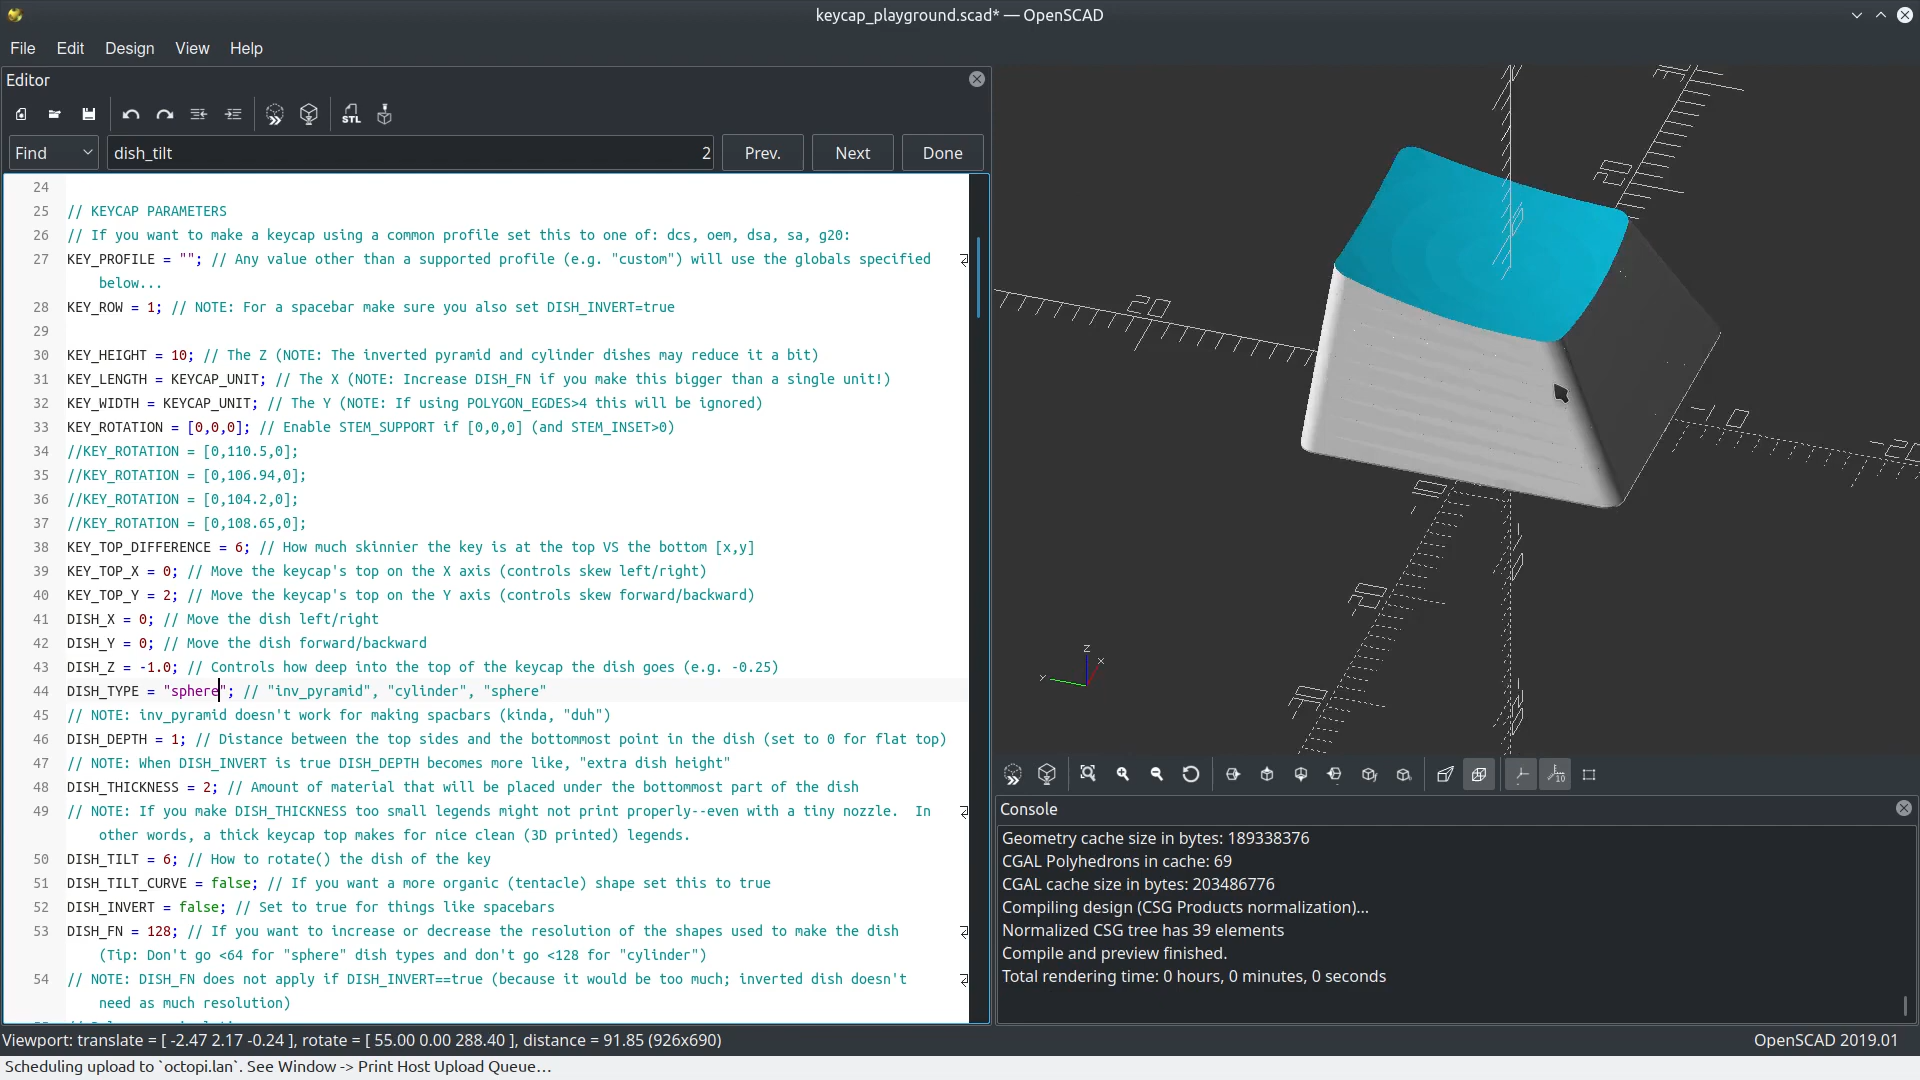 keycap_playground.scad* — OpenSCAD
File Edit Design View Help
Editor
STL
Find dish_tilt 2 Prev. Next Done
24
25 // KEYCAP PARAMETERS
26 // If you want to make a keycap using a common profile set this to one of: dcs, oem, dsa, sa, g20:
27 KEY_PROFILE = ""; // Any value other than a supported profile (e.g. "custom") will use the globals specified
below...
28 KEY_ROW = 1; // NOTE: For a spacebar make sure you also set DISH_INVERT=true
29
30 KEY_HEIGHT = 10; // The Z (NOTE: The inverted pyramid and cylinder dishes may reduce it a bit)
31 KEY_LENGTH = KEYCAP_UNIT; // The X (NOTE: Increase DISH_FN if you make this bigger than a single unit!)
32 KEY_WIDTH = KEYCAP_UNIT; // The Y (NOTE: If using POLYGON_EGDES>4 this will be ignored)
33 KEY_ROTATION = [0,0,0]; // Enable STEM_SUPPORT if [0,0,0] (and STEM_INSET>0)
34 //KEY_ROTATION = [0,110.5,0];
35 //KEY_ROTATION = [0,106.94,0];
36 //KEY_ROTATION = [0,104.2,0];
37 //KEY_ROTATION = [0,108.65,0];
38 KEY_TOP_DIFFERENCE = 6; // How much skinnier the key is at the top VS the bottom [x,y]
39 KEY_TOP_X = 0; // Move the keycap's top on the X axis (controls skew left/right)
40 KEY_TOP_Y = 2; // Move the keycap's top on the Y axis (controls skew forward/backward)
41 DISH_X = 0; // Move the dish left/right
42 DISH_Y = 0; // Move the dish forward/backward
43 DISH_Z = -1.0; // Controls how deep into the top of the keycap the dish goes (e.g. -0.25)
44 DISH_TYPE = "sphere"; // "inv_pyramid", "cylinder", "sphere"
45 // NOTE: inv_pyramid doesn't work for making spacbars (kinda, "duh")
46 DISH_DEPTH = 1; // Distance between the top sides and the bottommost point in the dish (set to 0 for flat top)
47 // NOTE: When DISH_INVERT is true DISH_DEPTH becomes more like, "extra dish height"
48 DISH_THICKNESS = 2; // Amount of material that will be placed under the bottommost part of the dish
49 // NOTE: If you make DISH_THICKNESS too small legends might not print properly--even with a tiny nozzle.  In
other words, a thick keycap top makes for nice clean (3D printed) legends.
50 DISH_TILT = 6; // How to rotate() the dish of the key
51 DISH_TILT_CURVE = false; // If you want a more organic (tentacle) shape set this to true
52 DISH_INVERT = false; // Set to true for things like spacebars
53 DISH_FN = 128; // If you want to increase or decrease the resolution of the shapes used to make the dish
(Tip: Don't go <64 for "sphere" dish types and don't go <128 for "cylinder")
54 // NOTE: DISH_FN does not apply if DISH_INVERT==true (because it would be too much; inverted dish doesn't
need as much resolution)
20
20
10
10
20
10
20
10
Z
X
Y
10
Console
Geometry cache size in bytes: 189338376
CGAL Polyhedrons in cache: 69
CGAL cache size in bytes: 203486776
Compiling design (CSG Products normalization)...
Normalized CSG tree has 39 elements
Compile and preview finished.
Total rendering time: 0 hours, 0 minutes, 0 seconds
Viewport: translate = [ -2.47 2.17 -0.24 ], rotate = [ 55.00 0.00 288.40 ], distance = 91.85 (926x690)
OpenSCAD 2019.01
Scheduling upload to `octopi.lan`. See Window -> Print Host Upload Queue…